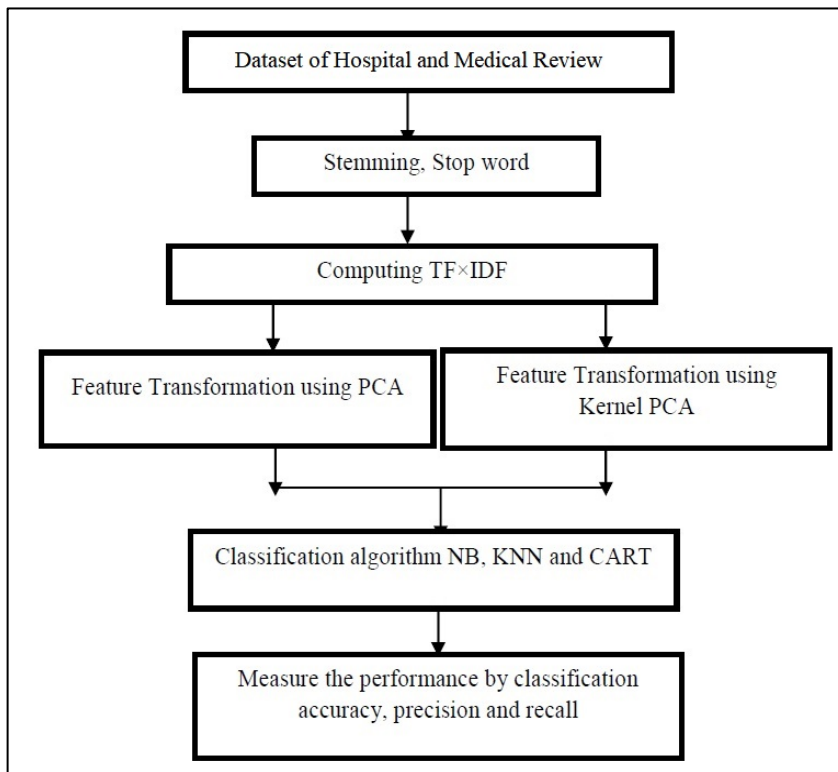 Dataset of Hospital and Medical Review
Stemming, Stop word
Computing TF×IDF
Feature Transformation using PCA
Feature Transformation using
Kernel PCA
Classification algorithm NB, KNN and CART
Measure the performance by classification
accuracy, precision and recall